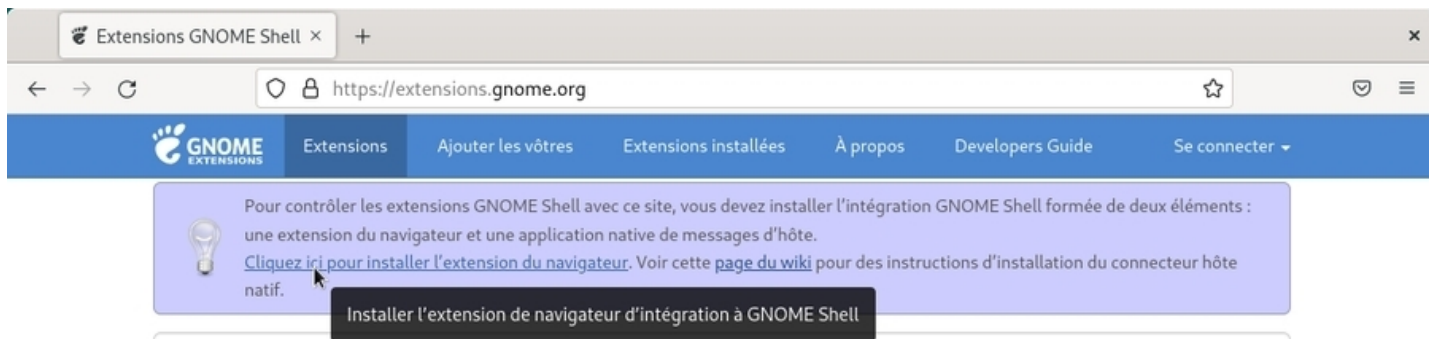 Extensions GNOME Shell × +
https://extensions.gnome.org
GNOME EXTENSIONS Extensions Ajouter les vôtres Extensions installées À propos Developers Guide Se connecter
Pour contrôler les extensions GNOME Shell avec ce site, vous devez installer l’intégration GNOME Shell formée de deux éléments :
une extension du navigateur et une application native de messages d’hôte.
Cliquez ici pour installer l’extension du navigateur. Voir cette page du wiki pour des instructions d’installation du connecteur hôte
natif.
Installer l’extension de navigateur d’intégration à GNOME Shell